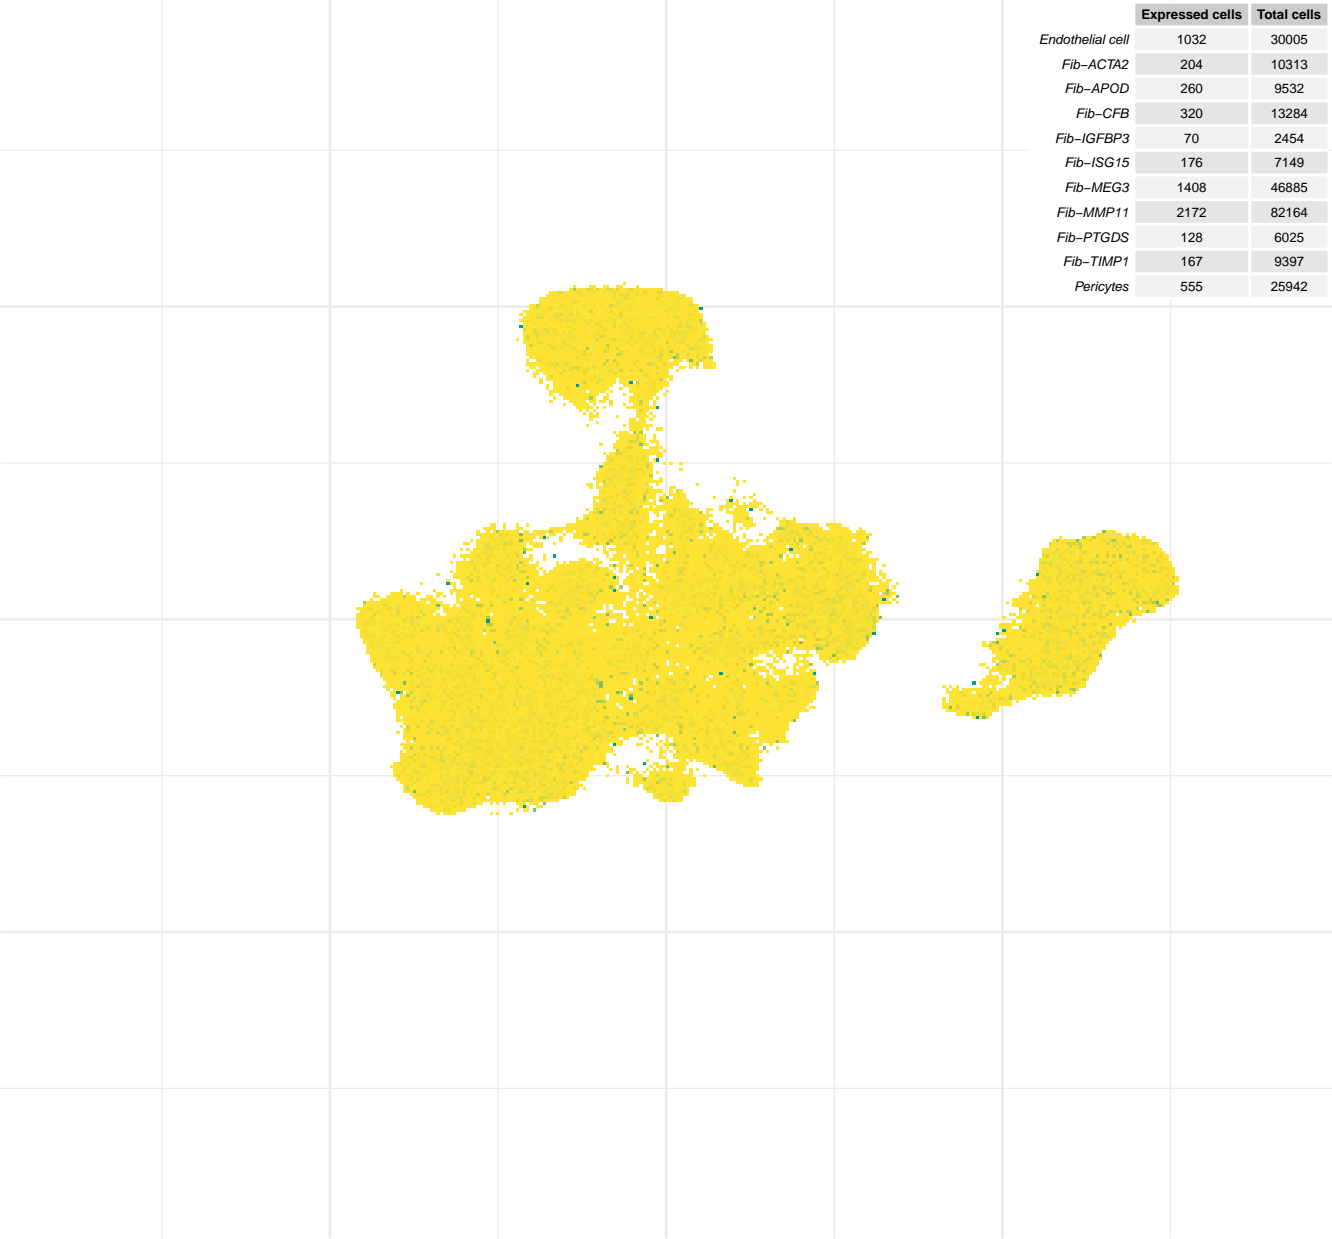 Expressed cells Total cells
Endothelial cell 1032 30005
Fib−ACTA2 204 10313
Fib−APOD 260 9532
Fib−CFB 320 13284
Fib−IGFBP3 70 2454
Fib−ISG15 176 7149
Fib−MEG3 1408 46885
Fib−MMP11 2172 82164
Fib−PTGDS 128 6025
Fib−TIMP1 167 9397
Pericytes 555 25942